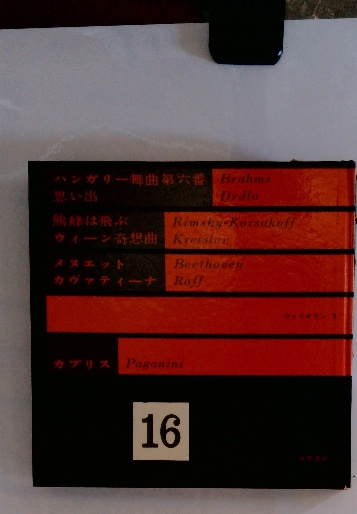 ハンガリー舞曲第六番 Brahms
思い出 Drdla
熊蜂は飛ぶ Rimsky-Korsakoff
ウィーン奇想曲 Kreisler
メヌエット Beethoven
カヴァティーナ Raff
カプリス Paganini
16